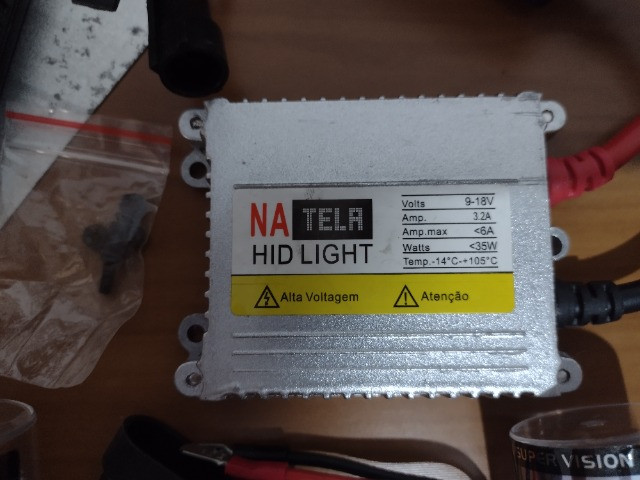 NA TELA
HID LIGHT
Volts 9-18V
Amp. 3.2A
Amp.max <6A
Watts <35W
Temp.-14°C-+105°C
Alta Voltagem
Atenção
SUPER VISION